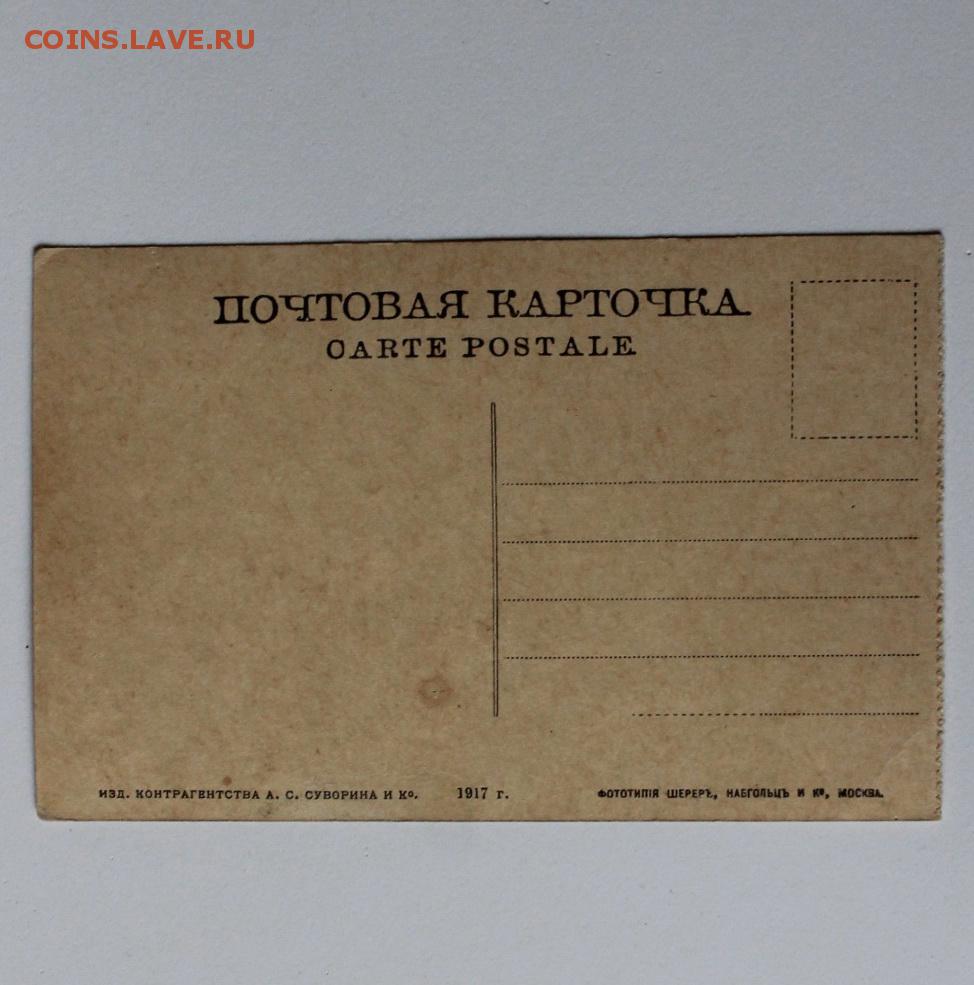 COINS.LAVE.RU
ПОЧТОВАЯ КАРТОЧКА.
CARTE POSTALE.
ИЗД. КОНТРАГЕНТСТВА А. С. СУВОРИНА И Ко. 1917 г. ФОТОТИПІЯ ШЕРЕРЪ, НАБГОЛЬЦЪ И Ко, МОСКВА.